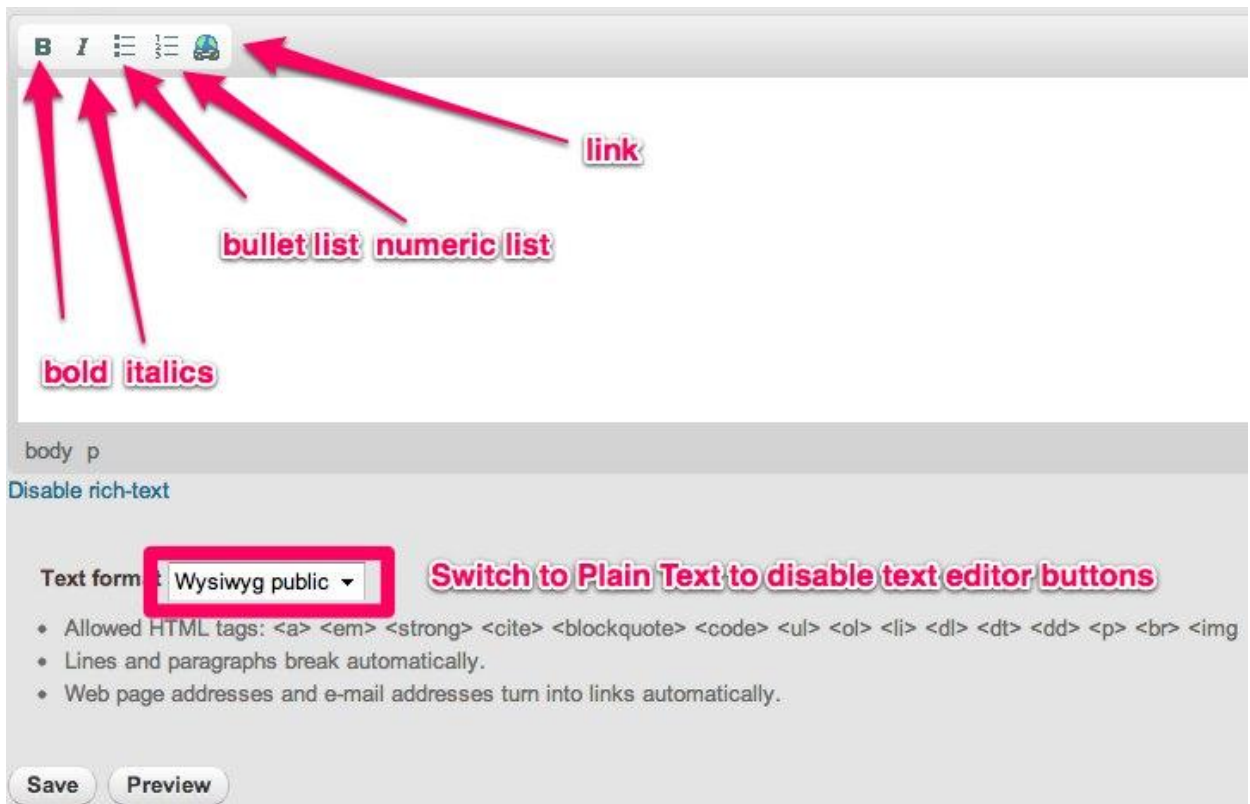 B I
link
bullet list numeric list
bold italics
body p
Disable rich-text
Text form t Wysiwyg public
Switch to Plain Text to disable text editor buttons
• Allowed HTML tags: <a> <em> <strong> <cite> <blockquote> <code> <ul> <ol> <li> <dl> <dt> <dd> <p> <br> <img
• Lines and paragraphs break automatically.
• Web page addresses and e-mail addresses turn into links automatically.
Save Preview